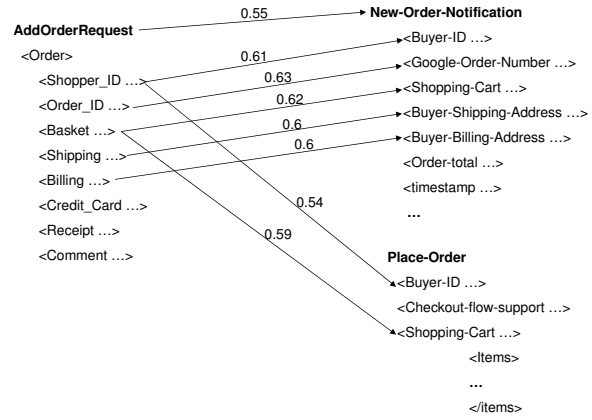 0.55
New-Order-Notification
AddOrderRequest
<Order>
<Shopper_ID …>
<Order_ID …>
<Basket …>
<Shipping …>
<Billing …>
<Credit_Card …>
<Receipt …>
<Comment …>
0.61
0.63
0.62
0.6
0.6
0.54
0.59
<Buyer-ID …>
<Google-Order-Number …>
<Shopping-Cart …>
<Buyer-Shipping-Address …>
<Buyer-Billing-Address …>
<Order-total …>
<timestamp …>
…
Place-Order
<Buyer-ID …>
<Checkout-flow-support …>
<Shopping-Cart …>
<Items>
…
</items>